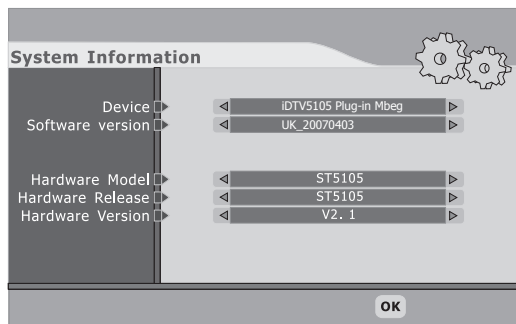 System Information
Device iDTV5105 Plug-in Mbeg
Software version UK_20070403
Hardware Model ST5105
Hardware Release ST5105
Hardware Version V2. 1
OK